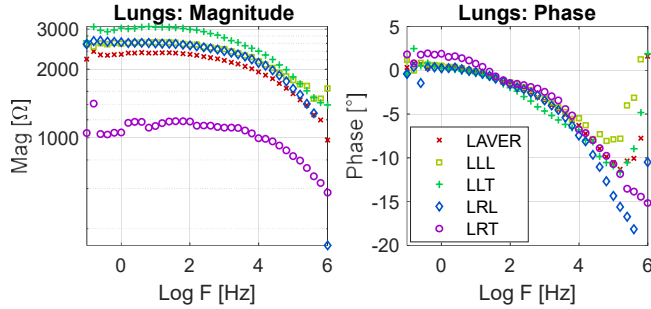 Lungs: Magnitude
3000
2000
1000
Mag [Ω]
0
2
4
6
Log F [Hz]
Lungs: Phase
5
0
-5
-10
-15
-20
Phase [°]
LAVER
LLL
LLT
LRL
LRT
0
2
4
6
Log F [Hz]